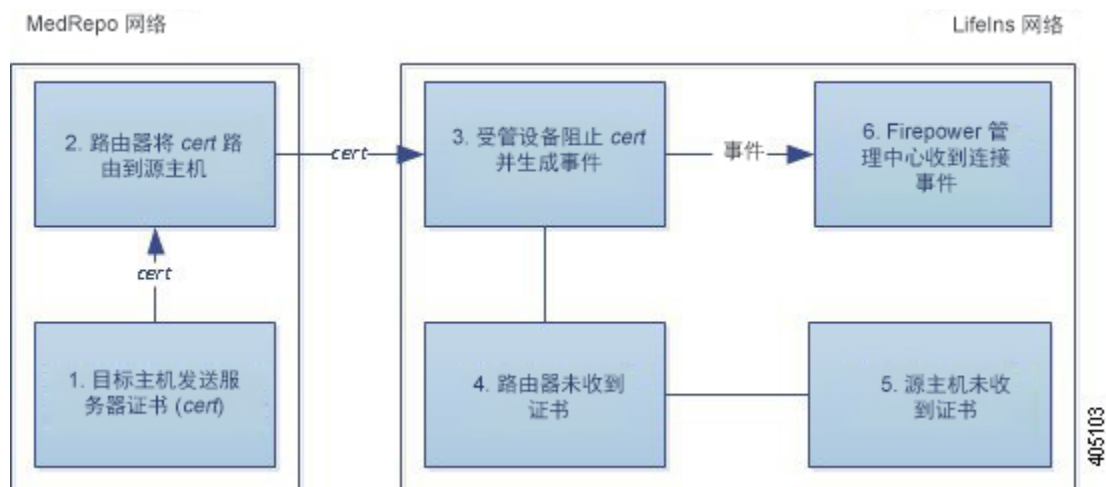 MedRepo 网络
LifeIns 网络
2. 路由器将 cert 路
由到源主机
cert
3. 受管设备阻止 cert
并生成事件
事件
6. Firepower 管
理中心收到连接
事件
cert
1. 目标主机发送服
务器证书 (cert)
4. 路由器未收到
证书
5. 源主机未收
到证书
405103